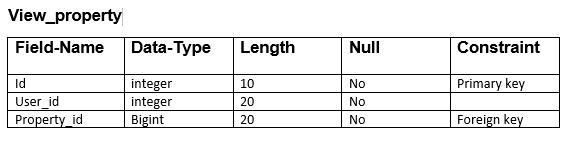 View_property
Field-Name Data-Type Length Null Constraint
Id integer 10 No Primary key
User_id integer 20 No
Property_id Bigint 20 No Foreign key